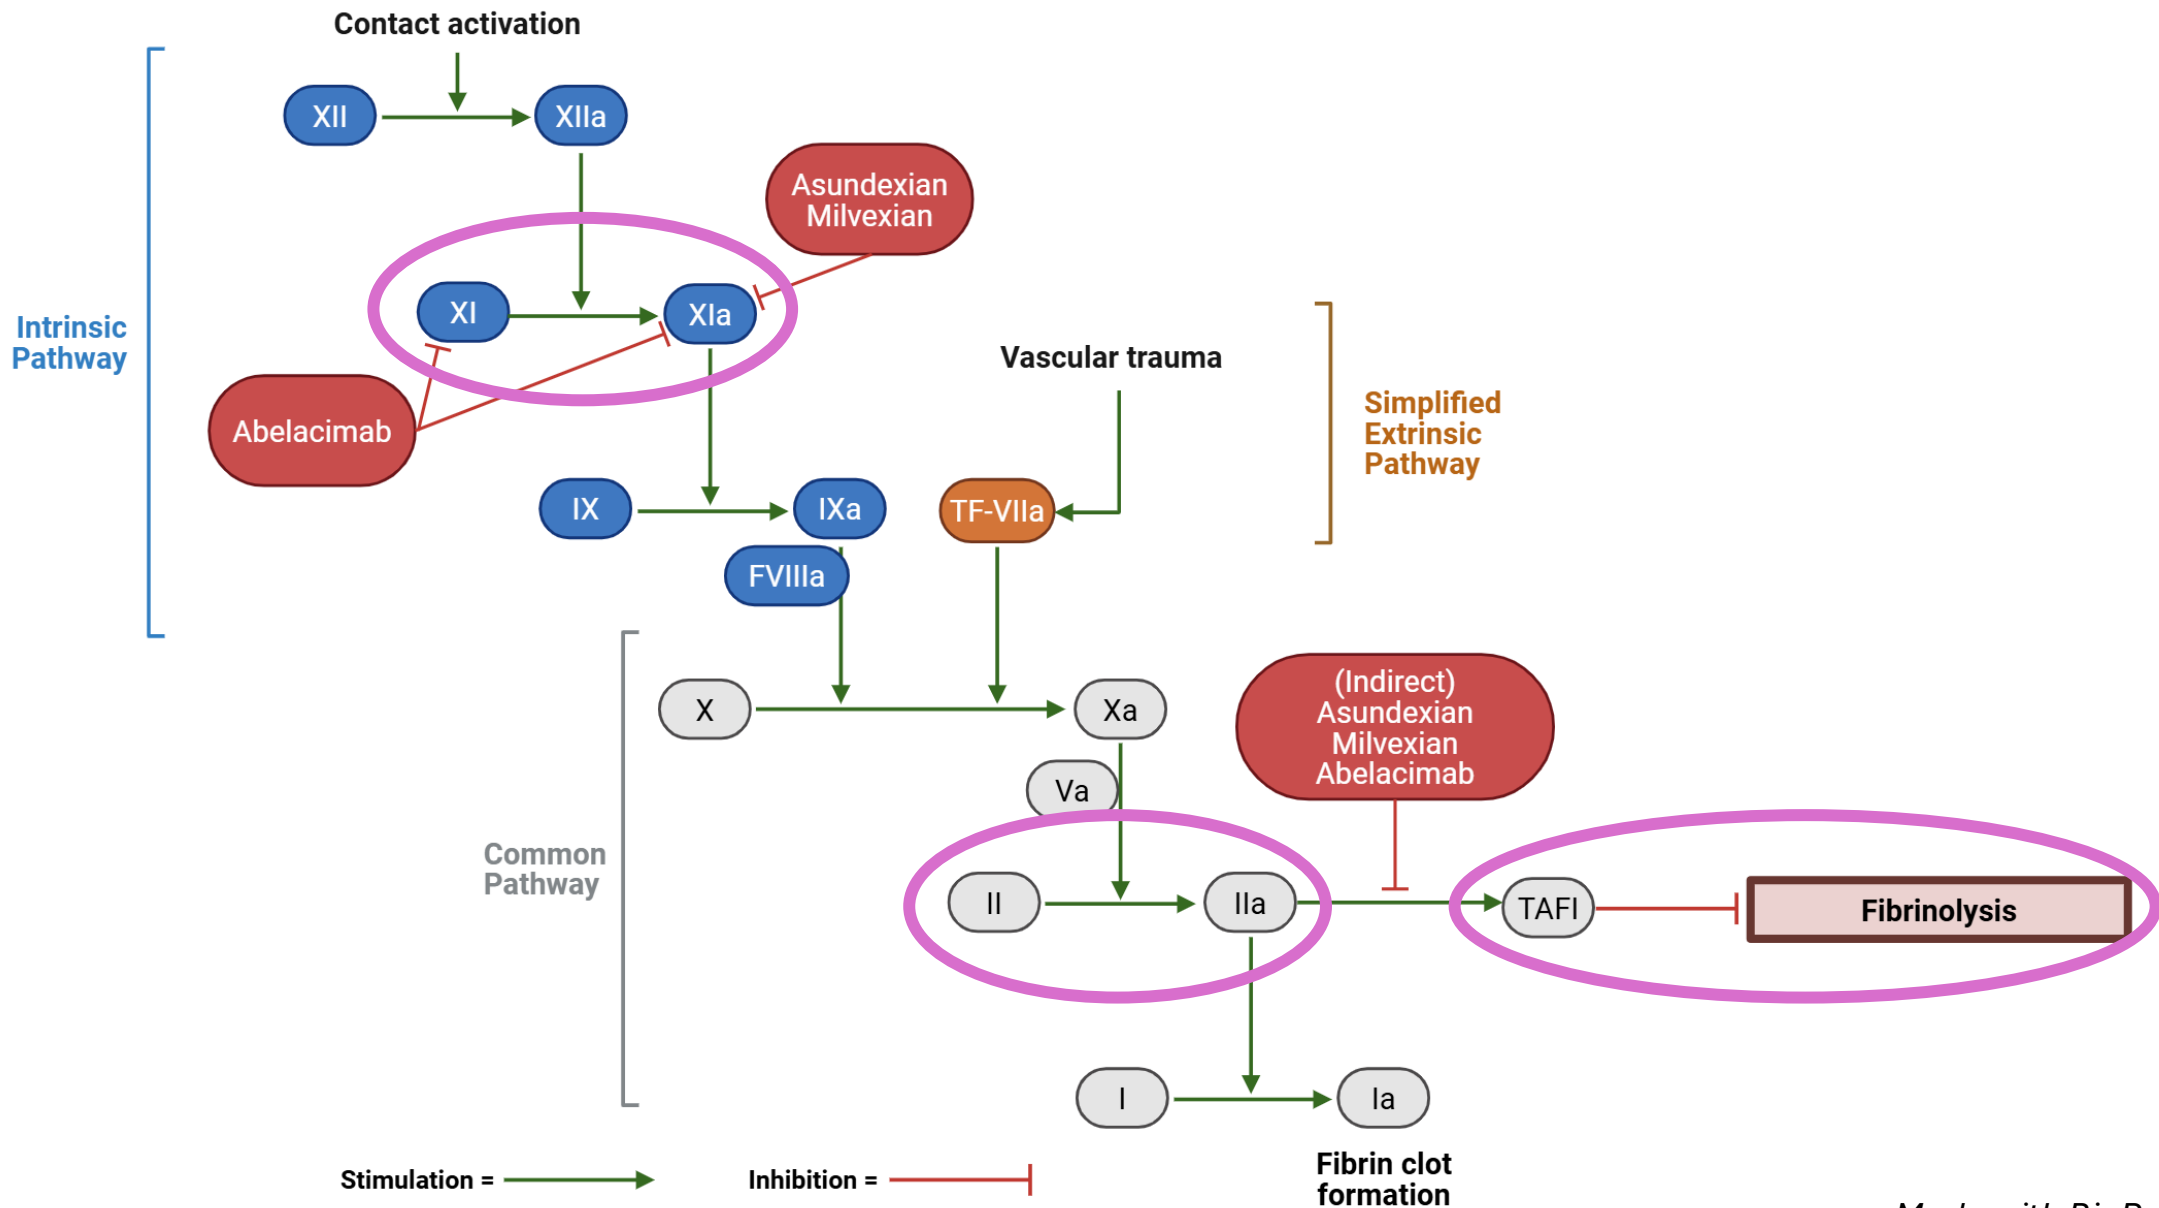 Contact activation
XII
XIIa
Asundexian
Milvexian
XI
XIa
Intrinsic
Pathway
Abelacimab
Vascular trauma
Simplified
Extrinsic
Pathway
IX
IXa
TF-VIIa
FVIIIa
X
Xa
(Indirect)
Asundexian
Milvexian
Abelacimab
Va
Common
Pathway
II
IIa
TAFI
Fibrinolysis
I
Ia
Fibrin clot
formation
Stimulation =
Inhibition =